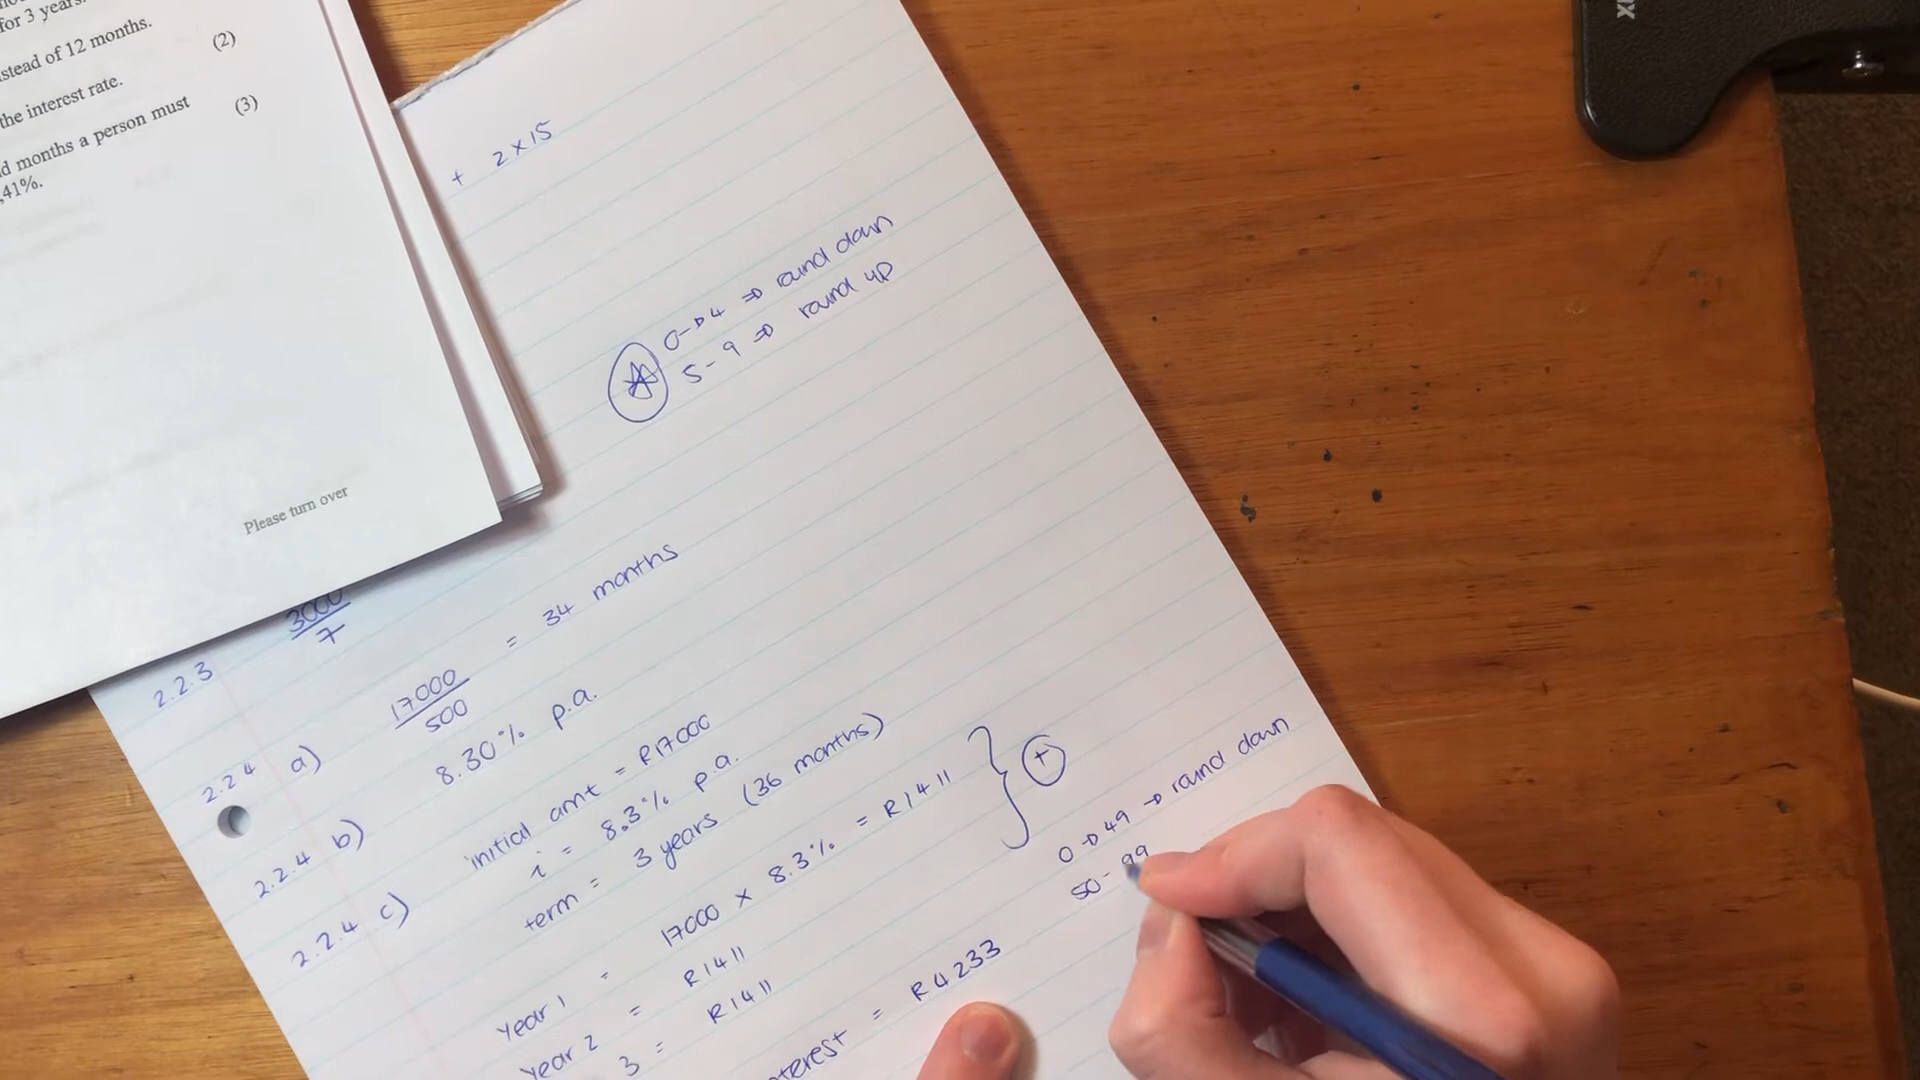 for 3 years.
stead of 12 months.
(2)
the interest rate.
(3)
d months a person must
,41%.
Please turn over
+ 2 × 15
0-D4 ⇒ round down
5-9 ⇒ round up
2.2.3 3000/7
2.2.4 a) 17000/500 = 34 months
2.2.4 b) 8.30% p.a.
2.2.4 c) initial amt = R17000
i = 8.3% p.a.
term = 3 years (36 months)
year 1 = 17000 × 8.3% = R1411
+
year 2 = R1411
3 = R1411
terest = R4233
0-D49 → round down
50-99